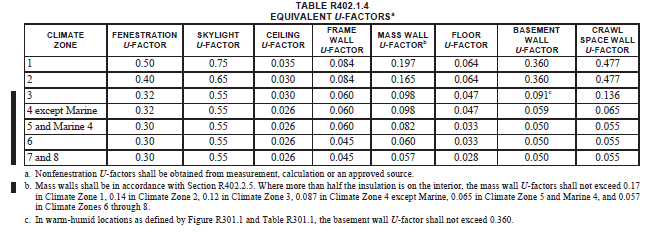 TABLE R402.1.4
EQUIVALENT U-FACTORSa
CLIMATE ZONE FENESTRATION U-FACTOR SKYLIGHT U-FACTOR CEILING U-FACTOR FRAME WALL U-FACTOR MASS WALL U-FACTORb FLOOR U-FACTOR BASEMENT WALL U-FACTOR CRAWL SPACE WALL U-FACTOR
1 0.50 0.75 0.035 0.084 0.197 0.064 0.360 0.477
2 0.40 0.65 0.030 0.084 0.165 0.064 0.360 0.477
3 0.32 0.55 0.030 0.060 0.098 0.047 0.091c 0.136
4 except Marine 0.32 0.55 0.026 0.060 0.098 0.047 0.059 0.065
5 and Marine 4 0.30 0.55 0.026 0.060 0.082 0.033 0.050 0.055
6 0.30 0.55 0.026 0.045 0.060 0.033 0.050 0.055
7 and 8 0.30 0.55 0.026 0.045 0.057 0.028 0.050 0.055
a. Nonfenestration U-factors shall be obtained from measurement, calculation or an approved source.
b. Mass walls shall be in accordance with Section R402.2.5. Where more than half the insulation is on the interior, the mass wall U-factors shall not exceed 0.17
in Climate Zone 1, 0.14 in Climate Zone 2, 0.12 in Climate Zone 3, 0.087 in Climate Zone 4 except Marine, 0.065 in Climate Zone 5 and Marine 4, and 0.057
in Climate Zones 6 through 8.
c. In warm-humid locations as defined by Figure R301.1 and Table R301.1, the basement wall U-factor shall not exceed 0.360.